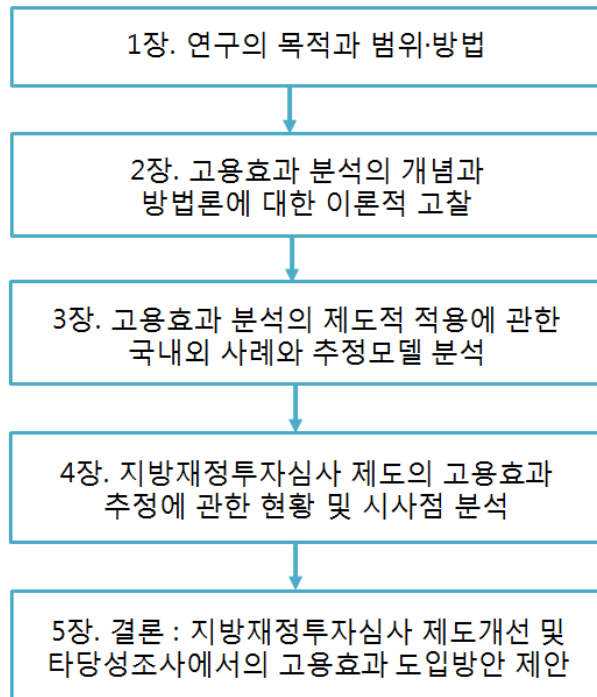 1장. 연구의 목적과 범위·방법
2장. 고용효과 분석의 개념과
방법론에 대한 이론적 고찰
3장. 고용효과 분석의 제도적 적용에 관한
국내외 사례와 추정모델 분석
4장. 지방재정투자심사 제도의 고용효과
추정에 관한 현황 및 시사점 분석
5장. 결론 : 지방재정투자심사 제도개선 및
타당성조사에서의 고용효과 도입방안 제안